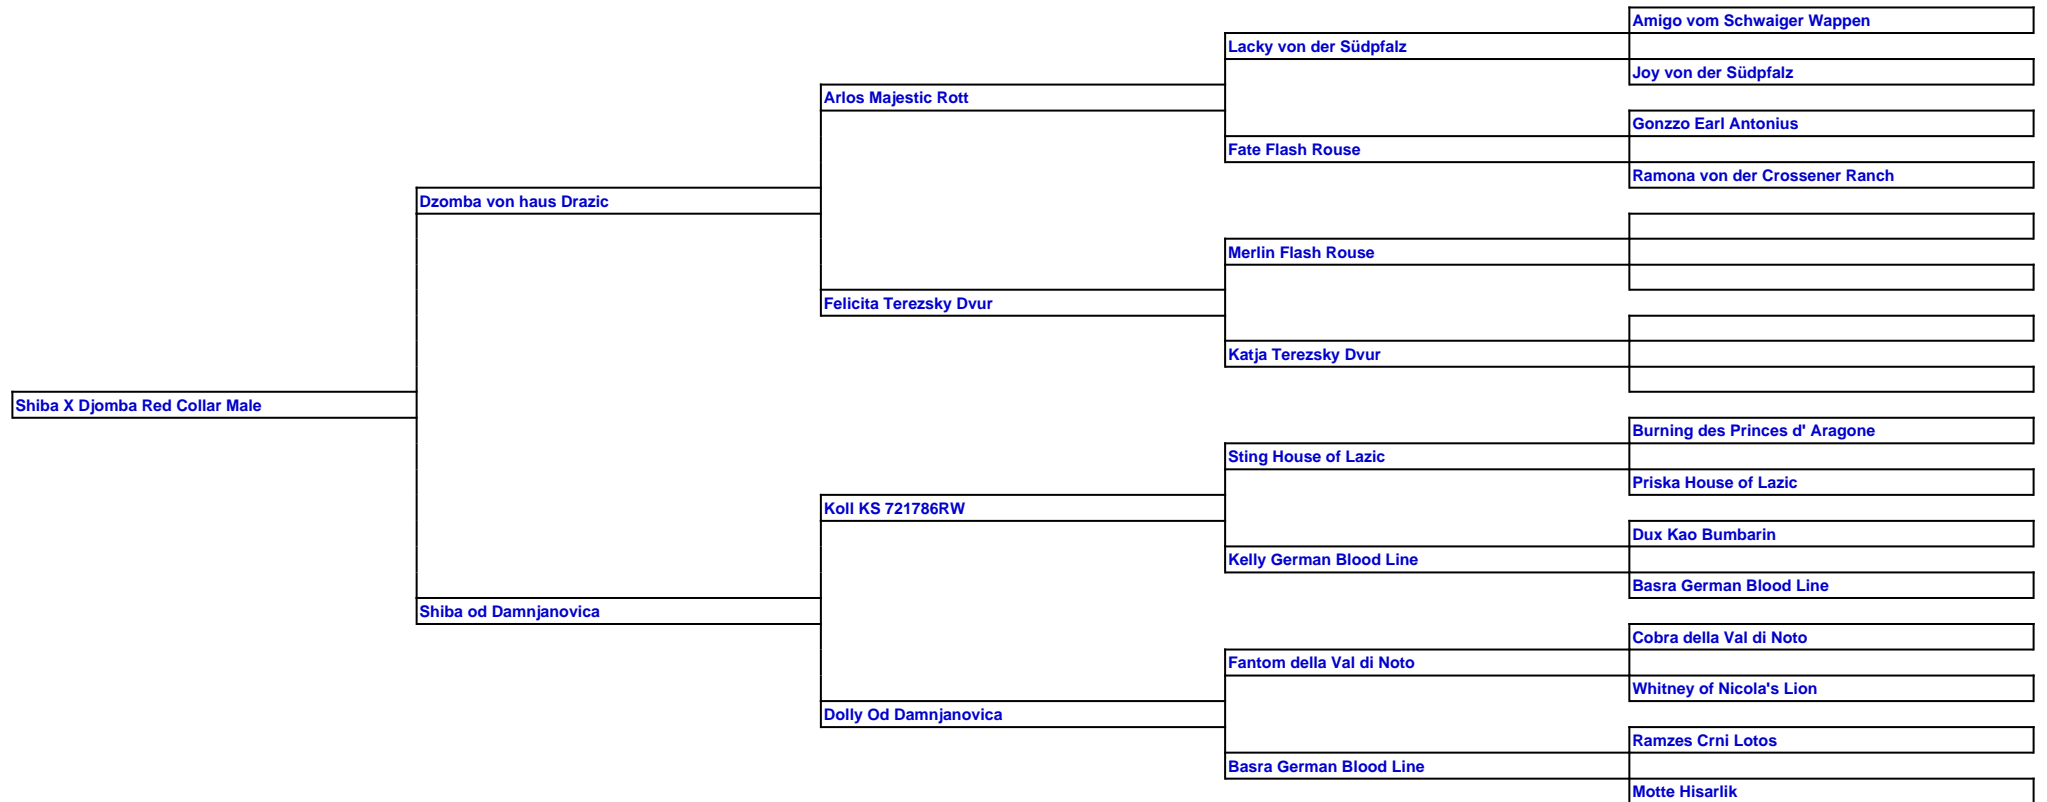 Amigo vom Schwaiger Wappen
Lacky von der Südpfalz
Joy von der Südpfalz
Arlos Majestic Rott
Gonzzo Earl Antonius
Fate Flash Rouse
Ramona von der Crossener Ranch
Dzomba von haus Drazic
Merlin Flash Rouse
Felicita Terezsky Dvur
Katja Terezsky Dvur
Shiba X Djomba Red Collar Male
Burning des Princes d' Aragone
Sting House of Lazic
Priska House of Lazic
Koll KS 721786RW
Dux Kao Bumbarin
Kelly German Blood Line
Basra German Blood Line
Shiba od Damnjanovica
Cobra della Val di Noto
Fantom della Val di Noto
Whitney of Nicola's Lion
Dolly Od Damnjanovica
Ramzes Crni Lotos
Basra German Blood Line
Motte Hisarlik